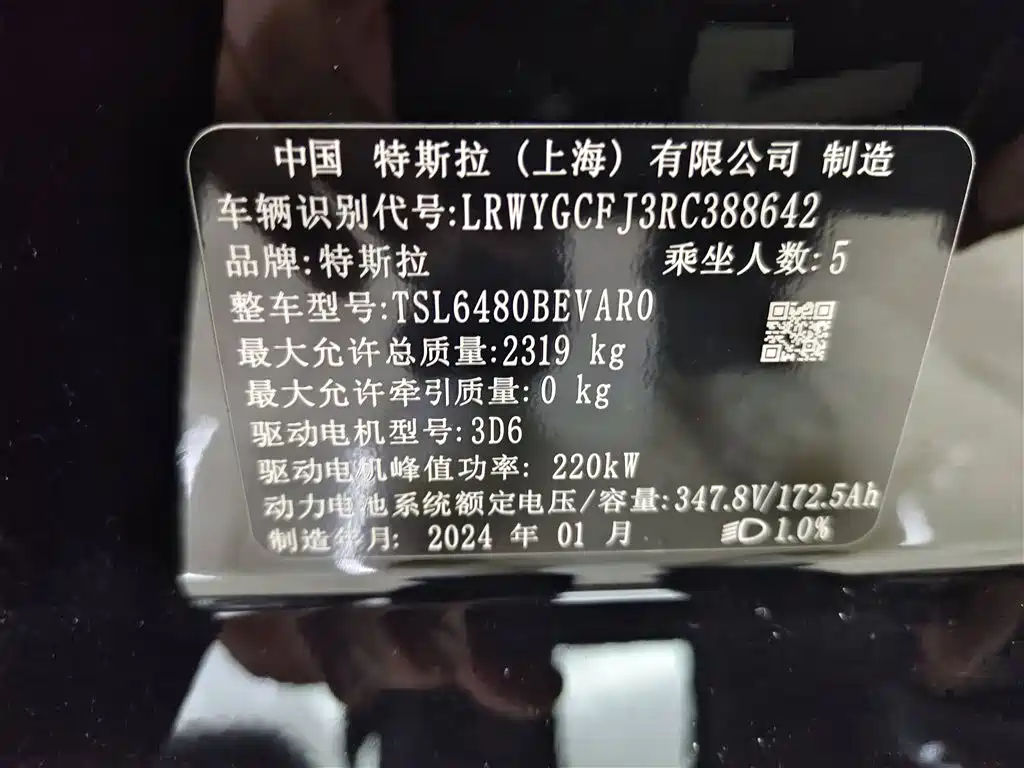 中国 特斯拉（上海）有限公司 制造
车辆识别代号:LRWYGCFJ3RC388642
品牌:特斯拉 乘坐人数:5
整车型号:TSL6480BEVAR0
最大允许总质量:2319 kg
最大允许牵引质量:0 kg
驱动电机型号:3D6
驱动电机峰值功率: 220kW
动力电池系统额定电压/容量:347.8V/172.5Ah
制造年月: 2024 年 01 月 1.0%